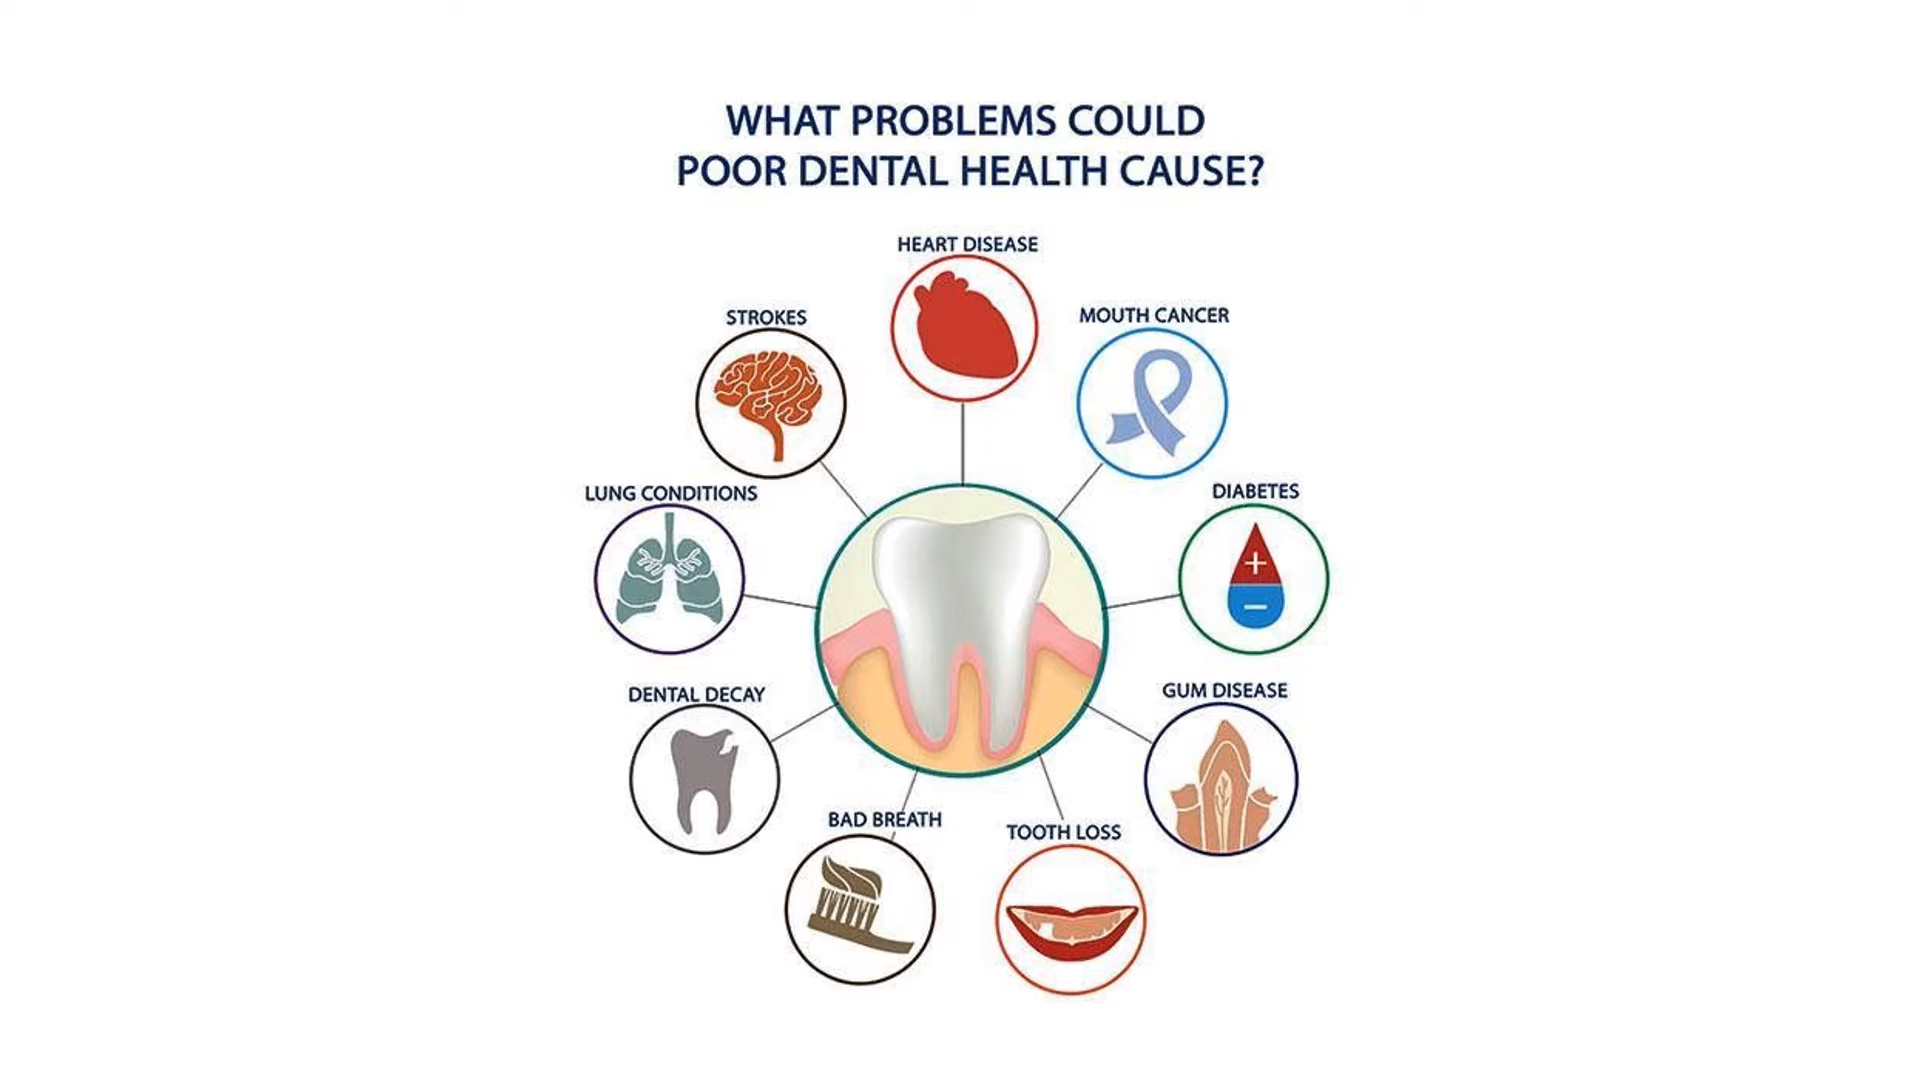 WHAT PROBLEMS COULD
POOR DENTAL HEALTH CAUSE?
HEART DISEASE
STROKES
MOUTH CANCER
LUNG CONDITIONS
DIABETES
DENTAL DECAY
GUM DISEASE
BAD BREATH
TOOTH LOSS